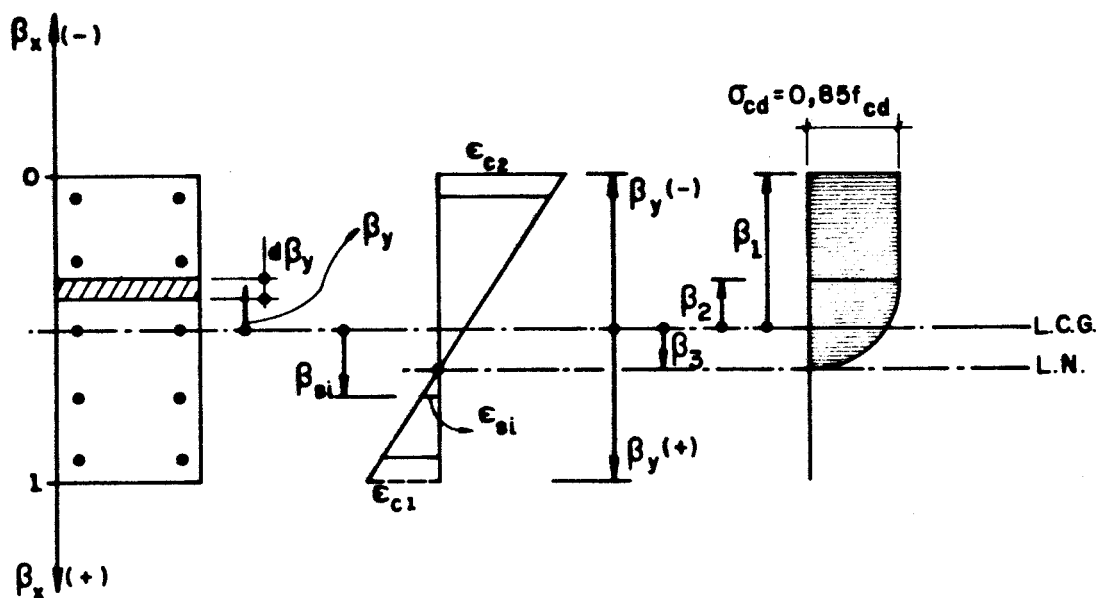 βx (-)
σcd=0,85fcd
εc2
0
βy(-)
βy
dβy
β1
β2
L.C.G.
β3
L.N.
βsi
εsi
βy(+)
1
εc1
βx (+)